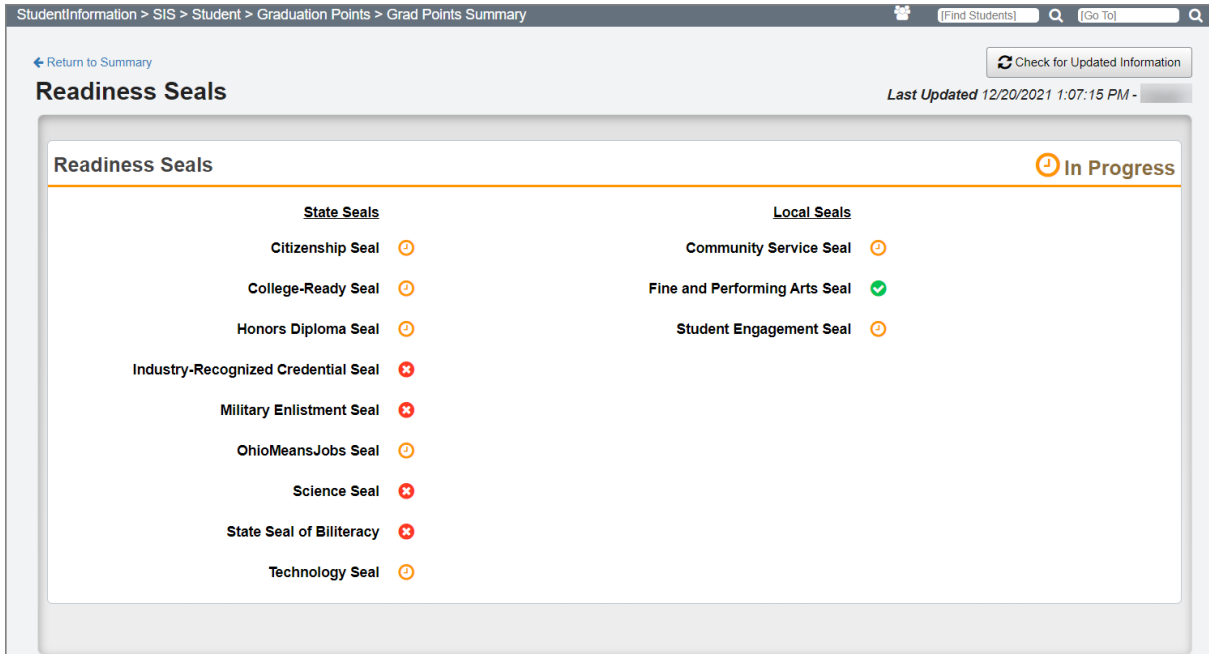 StudentInformation > SIS > Student > Graduation Points > Grad Points Summary
[Find Students]
[Go To]
Return to Summary
Check for Updated Information
Readiness Seals
Last Updated 12/20/2021 1:07:15 PM -
Readiness Seals
In Progress
State Seals
Citizenship Seal
College-Ready Seal
Honors Diploma Seal
Industry-Recognized Credential Seal
Military Enlistment Seal
OhioMeansJobs Seal
Science Seal
State Seal of Biliteracy
Technology Seal
Local Seals
Community Service Seal
Fine and Performing Arts Seal
Student Engagement Seal